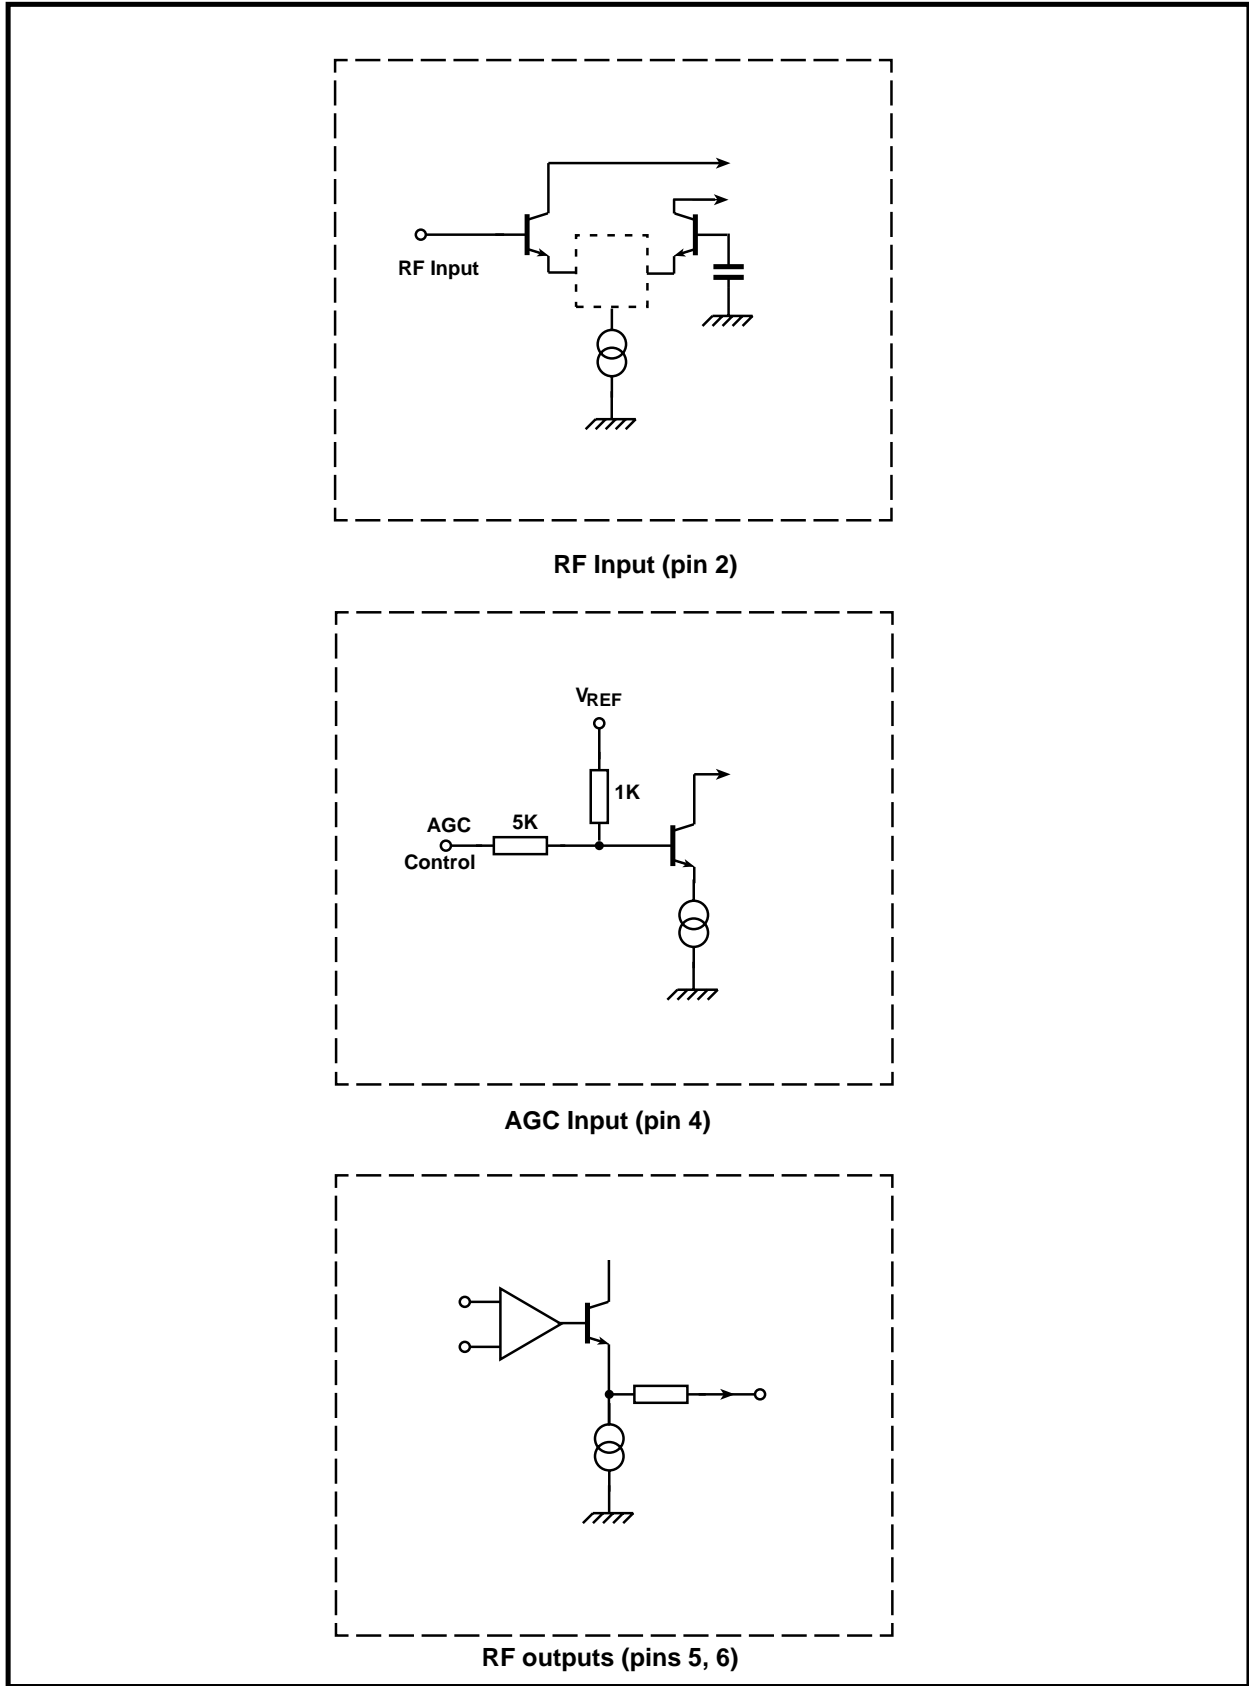 RF Input
RF Input (pin 2)
VREF
1K
5K
AGC
Control
AGC Input (pin 4)
RF outputs (pins 5, 6)